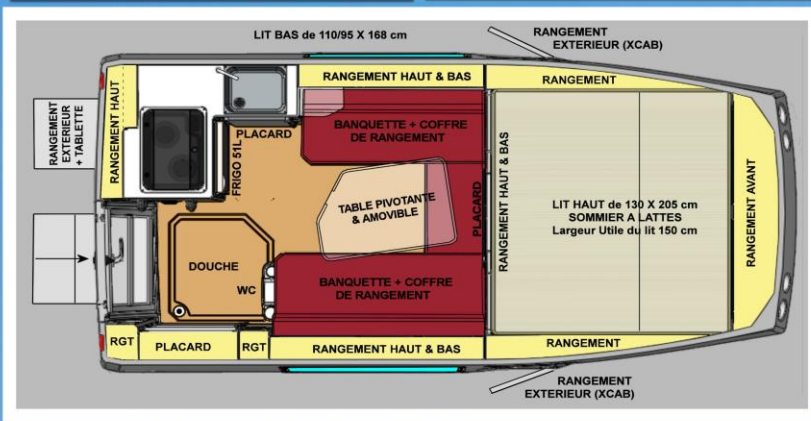 LIT BAS de 110/95 X 168 cm
RANGEMENT
EXTERIEUR (XCAB)
RANGEMENT HAUT & BAS
RANGEMENT
RANGEMENT
EXTERIEUR
+ TABLETTE
RANGEMENT HAUT
PLACARD
FRIGO 51L
BANQUETTE + COFFRE
DE RANGEMENT
TABLE PIVOTANTE
& AMOVIBLE
PLACARD
RANGEMENT HAUT & BAS
LIT HAUT de 130 X 205 cm
SOMMIER A LATTES
Largeur Utile du lit 150 cm
RANGEMENT AVANT
DOUCHE
WC
BANQUETTE + COFFRE
DE RANGEMENT
RGT
PLACARD
RGT
RANGEMENT HAUT & BAS
RANGEMENT
RANGEMENT
EXTERIEUR (XCAB)